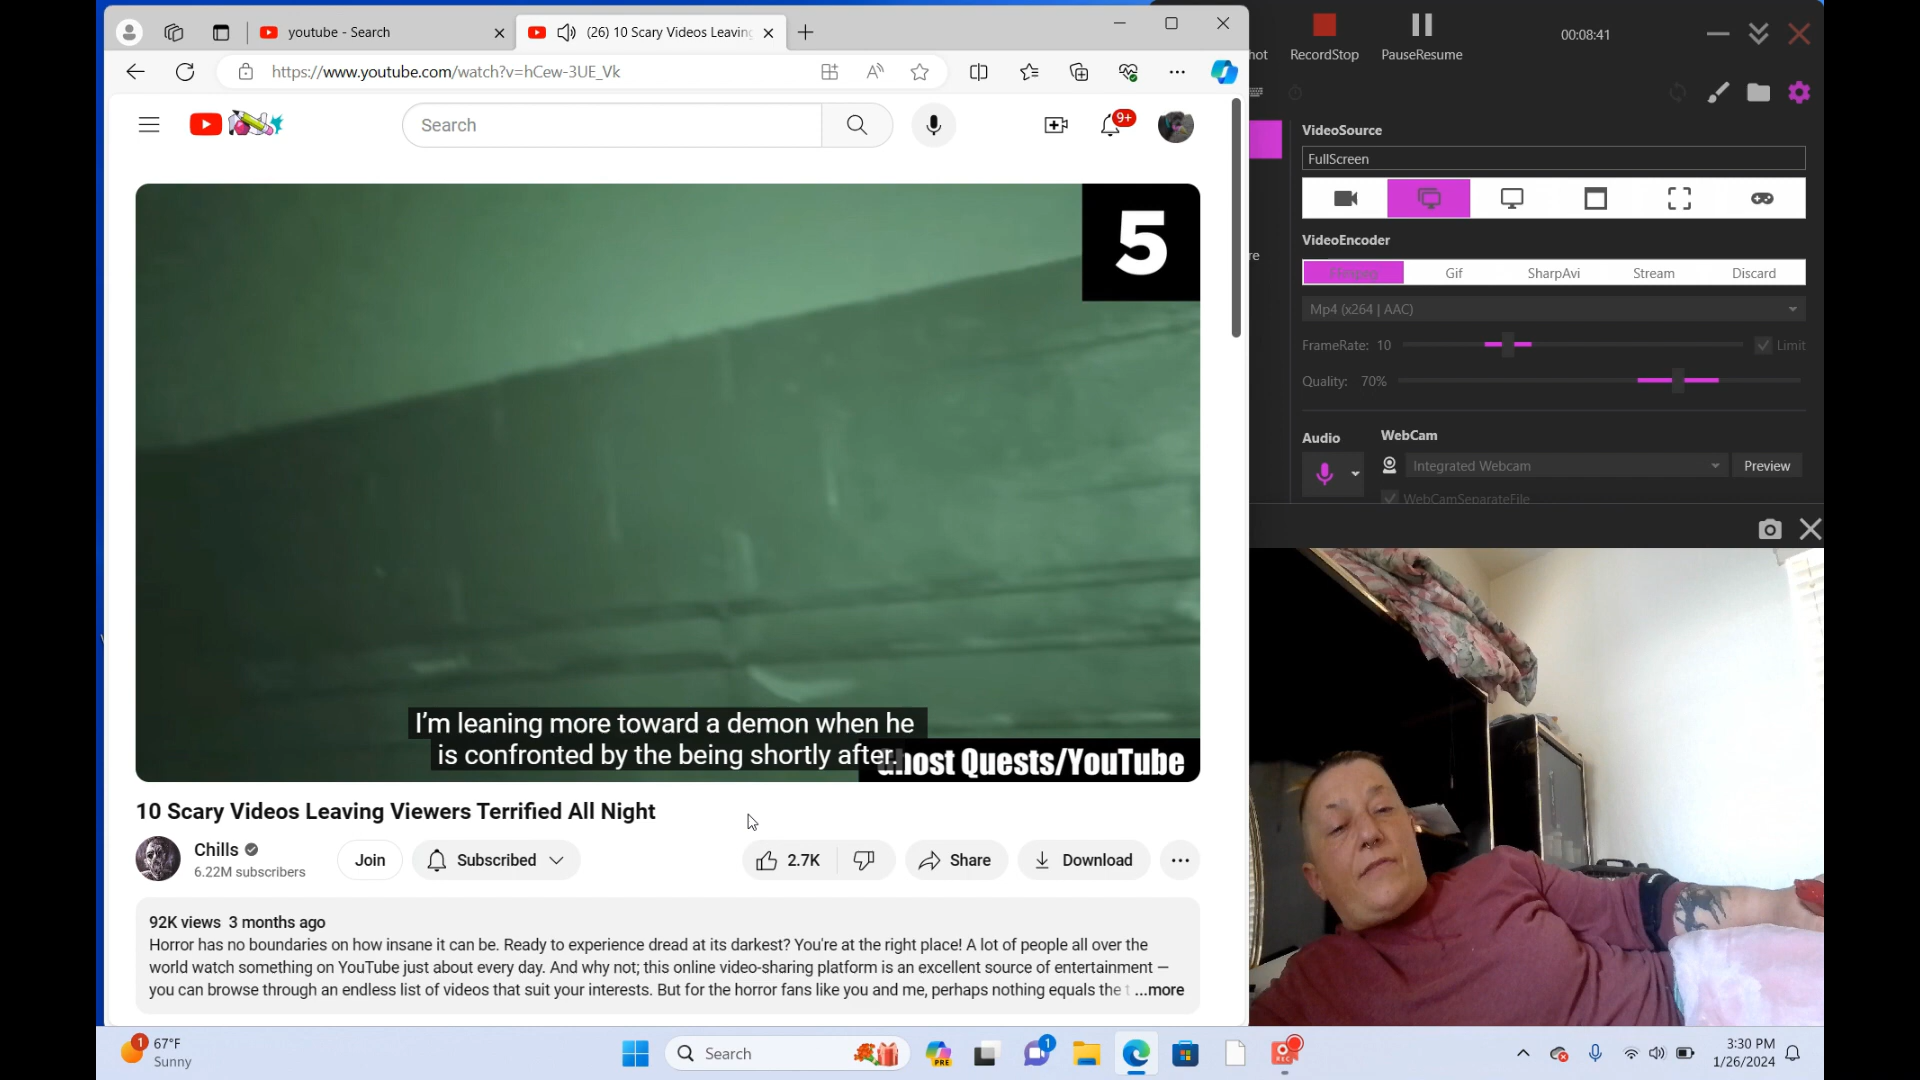 youtube - Search
(26) 10 Scary Videos Leaving
https://www.youtube.com/watch?v=hCew-3UE_Vk
Search
9+
5
I'm leaning more toward a demon when he
is confronted by the being shortly after.
Ghost Quests/YouTube
10 Scary Videos Leaving Viewers Terrified All Night
Chills
6.22M subscribers
Join
Subscribed
2.7K
Share
Download
92K views 3 months ago
Horror has no boundaries on how insane it can be. Ready to experience dread at its darkest? You're at the right place! A lot of people all over the
world watch something on YouTube just about every day. And why not; this online video-sharing platform is an excellent source of entertainment —
you can browse through an endless list of videos that suit your interests. But for the horror fans like you and me, perhaps nothing equals the t ...more
hot
RecordStop
PauseResume
00:08:41
VideoSource
FullScreen
VideoEncoder
re
Gif
SharpAvi
Stream
Discard
Mp4 (x264 | AAC)
FrameRate: 10
Limit
Quality: 70%
Audio
WebCam
Integrated Webcam
Preview
WebCamSeparateFile
1
67°F
Sunny
Search
PRE
1
REC
3:30 PM
1/26/2024